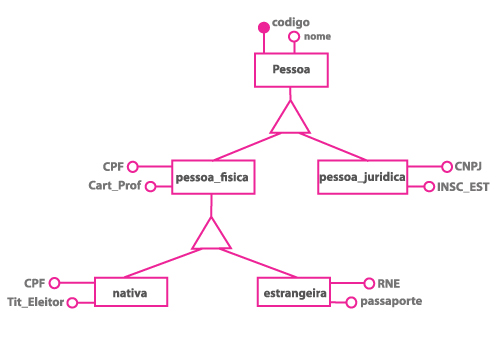 codigo
nome
Pessoa
CPF
Cart_Prof
pessoa_fisica
pessoa_juridica
CNPJ
INSC_EST
CPF
Tit_Eleitor
nativa
estrangeira
RNE
passaporte